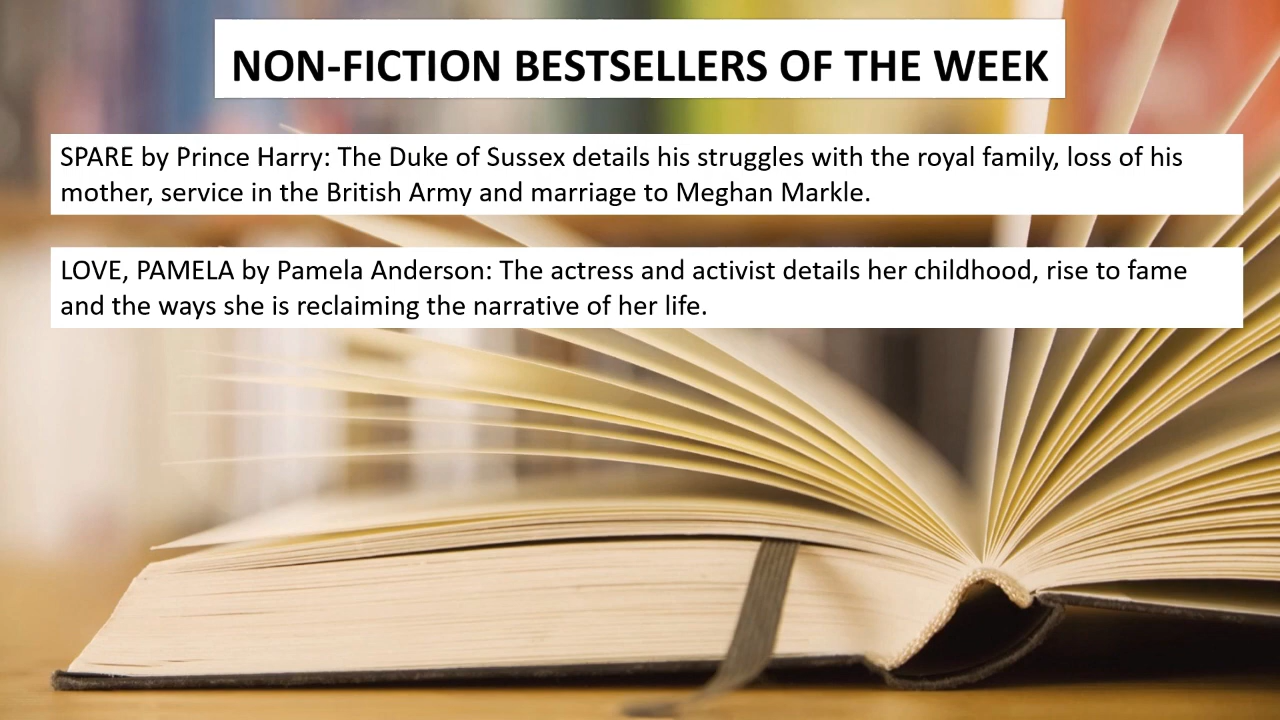 NON-FICTION BESTSELLERS OF THE WEEK
SPARE by Prince Harry: The Duke of Sussex details his struggles with the royal family, loss of his
mother, service in the British Army and marriage to Meghan Markle.
LOVE, PAMELA by Pamela Anderson: The actress and activist details her childhood, rise to fame
and the ways she is reclaiming the narrative of her life.